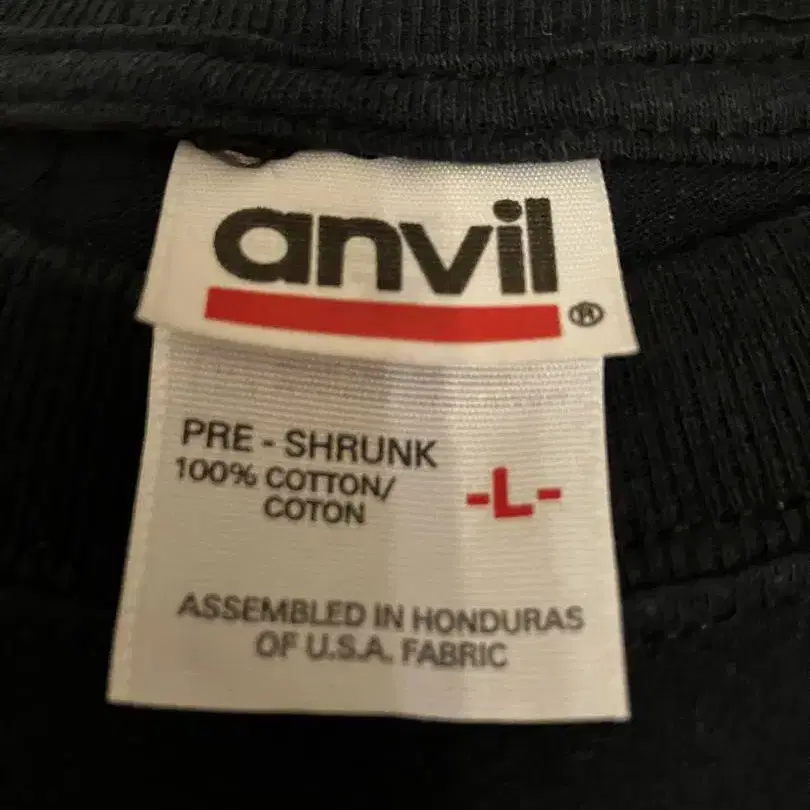 anvil®
PRE - SHRUNK
100% COTTON/
COTON
-L-
ASSEMBLED IN HONDURAS
OF U.S.A. FABRIC